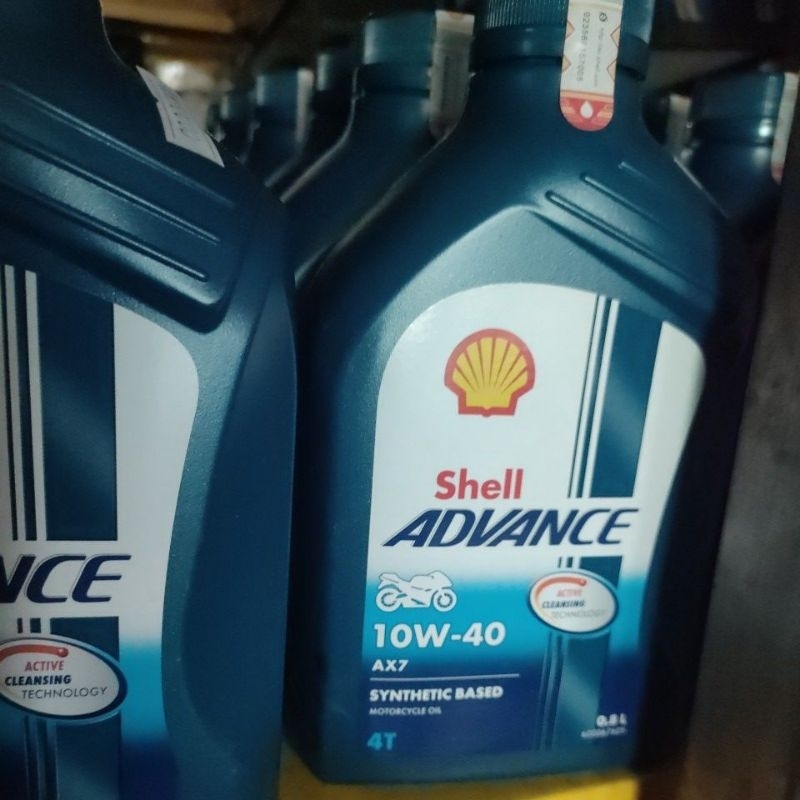 Shell
ADVANCE
10W-40
AX7
SYNTHETIC BASED
MOTORCYCLE OIL
4T
0.8 L
ACTIVE
CLEANSING
TECHNOLOGY
NCE
ACTIVE
CLEANSING
TECHNOLOGY